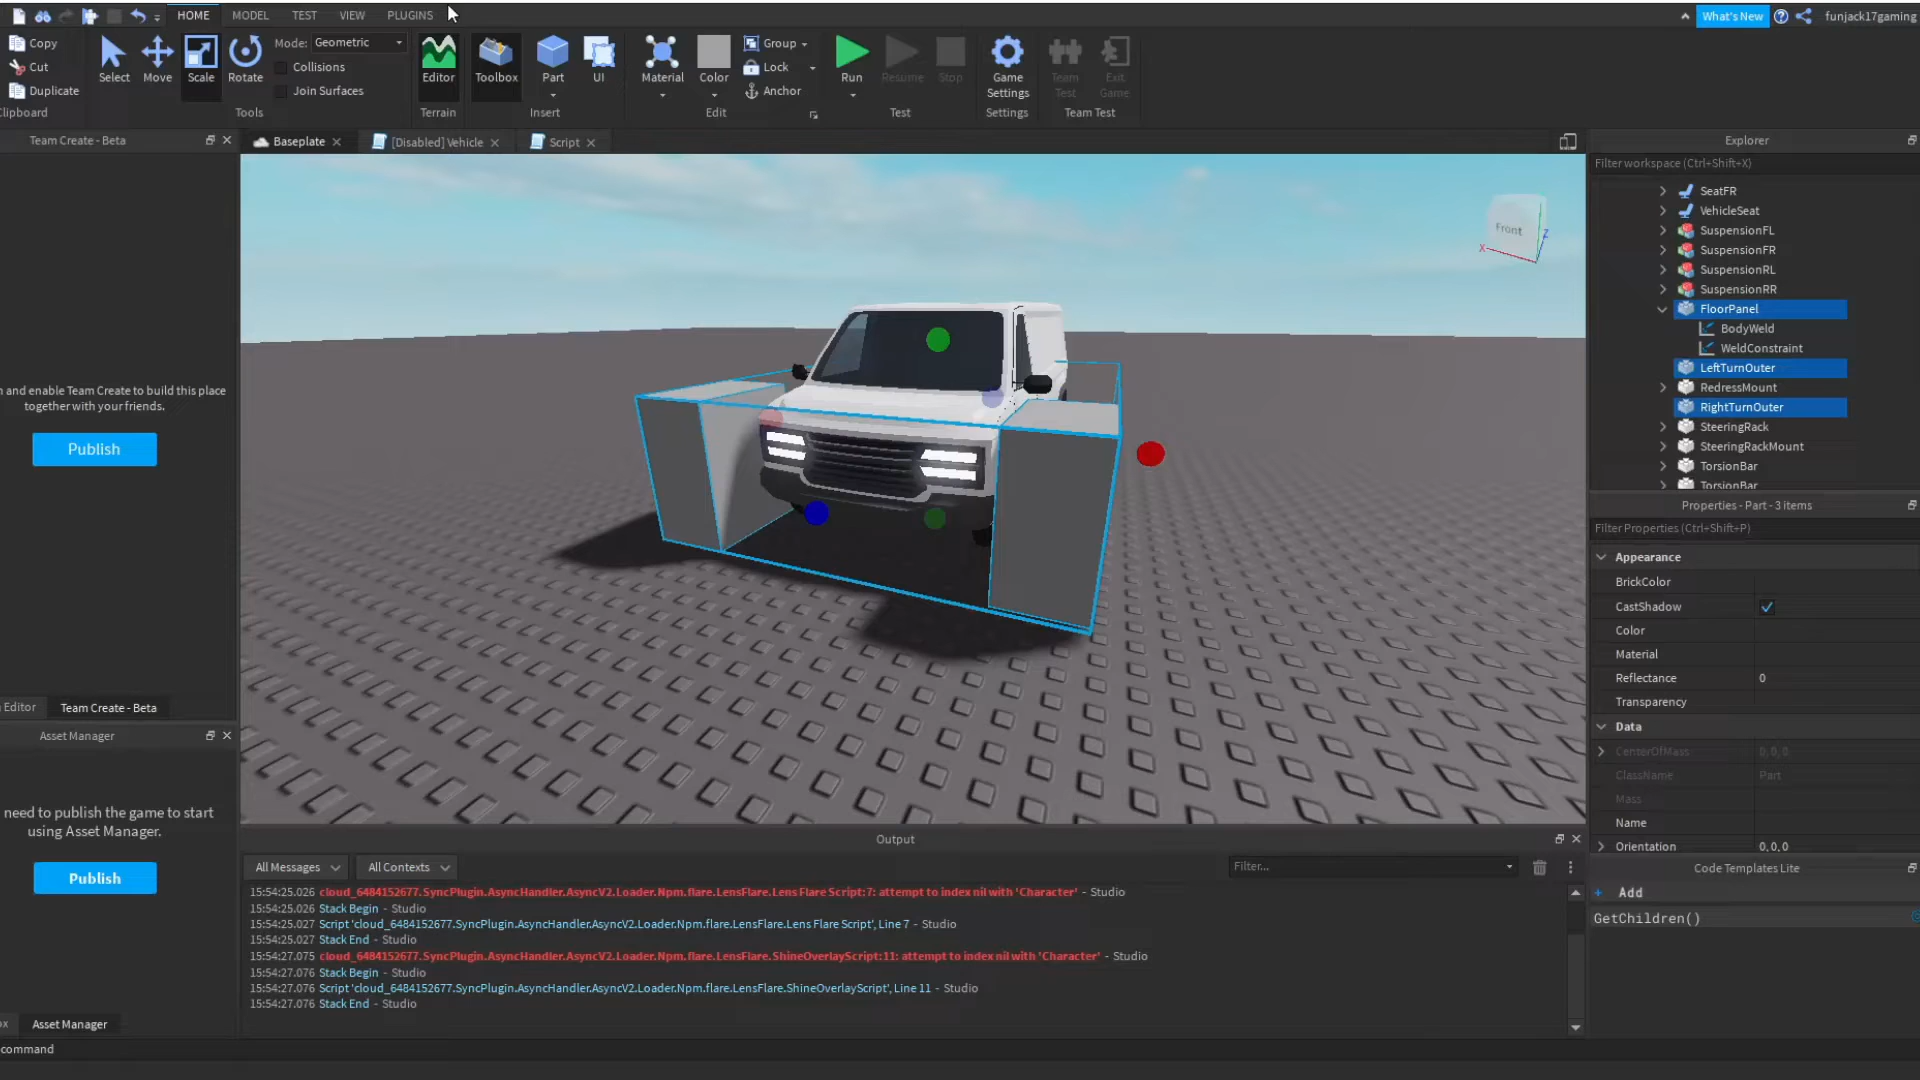 HOME MODEL TEST VIEW PLUGINS
What's New
funjack17gaming
Copy
Cut
Duplicate
Clipboard
Select
Move
Scale
Rotate
Mode: Geometric
Collisions
Join Surfaces
Tools
Editor
Terrain
Toolbox
Part
UI
Insert
Material
Color
Group
Lock
Anchor
Edit
Run
Resume
Stop
Test
Game
Settings
Settings
Team
Test
Exit
Game
Team Test
Team Create - Beta
Baseplate
[Disabled] Vehicle
Script
Explorer
Filter workspace (Ctrl+Shift+X)
SeatFR
VehicleSeat
SuspensionFL
SuspensionFR
SuspensionRL
SuspensionRR
FloorPanel
BodyWeld
WeldConstraint
LeftTurnOuter
RedressMount
RightTurnOuter
SteeringRack
SteeringRackMount
TorsionBar
TorsionBar
Front
X
Z
and enable Team Create to build this place
together with your friends.
Publish
Editor
Team Create - Beta
Asset Manager
need to publish the game to start
using Asset Manager.
Publish
Asset Manager
command
Properties - Part - 3 items
Filter Properties (Ctrl+Shift+P)
Appearance
BrickColor
CastShadow
Color
Material
Reflectance 0
Transparency
Data
CenterOfMass 0, 0, 0
ClassName Part
Mass
Name
Orientation 0, 0, 0
Code Templates Lite
+ Add
GetChildren()
Output
All Messages
All Contexts
Filter...
15:54:25.026 cloud_6484152677.SyncPlugin.AsyncHandler.AsyncV2.Loader.Npm.flare.LensFlare.Lens Flare Script:7: attempt to index nil with 'Character' - Studio
15:54:25.026 Stack Begin - Studio
15:54:25.027 Script 'cloud_6484152677.SyncPlugin.AsyncHandler.AsyncV2.Loader.Npm.flare.LensFlare.Lens Flare Script', Line 7 - Studio
15:54:25.027 Stack End - Studio
15:54:27.075 cloud_6484152677.SyncPlugin.AsyncHandler.AsyncV2.Loader.Npm.flare.LensFlare.ShineOverlayScript:11: attempt to index nil with 'Character' - Studio
15:54:27.076 Stack Begin - Studio
15:54:27.076 Script 'cloud_6484152677.SyncPlugin.AsyncHandler.AsyncV2.Loader.Npm.flare.LensFlare.ShineOverlayScript', Line 11 - Studio
15:54:27.076 Stack End - Studio